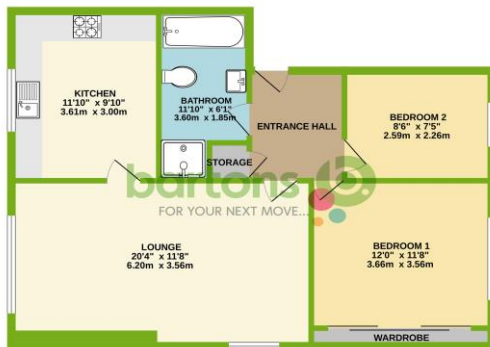 KITCHEN
11'10" x 9'10"
3.61m x 3.00m
BATHROOM
11'10" x 6'1"
3.60m x 1.85m
ENTRANCE HALL
BEDROOM 2
8'6" x 7'5"
2.59m x 2.26m
STORAGE
bartons
FOR YOUR NEXT MOVE...
LOUNGE
20'4" x 11'8"
6.20m x 3.56m
BEDROOM 1
12'0" x 11'8"
3.66m x 3.56m
WARDROBE